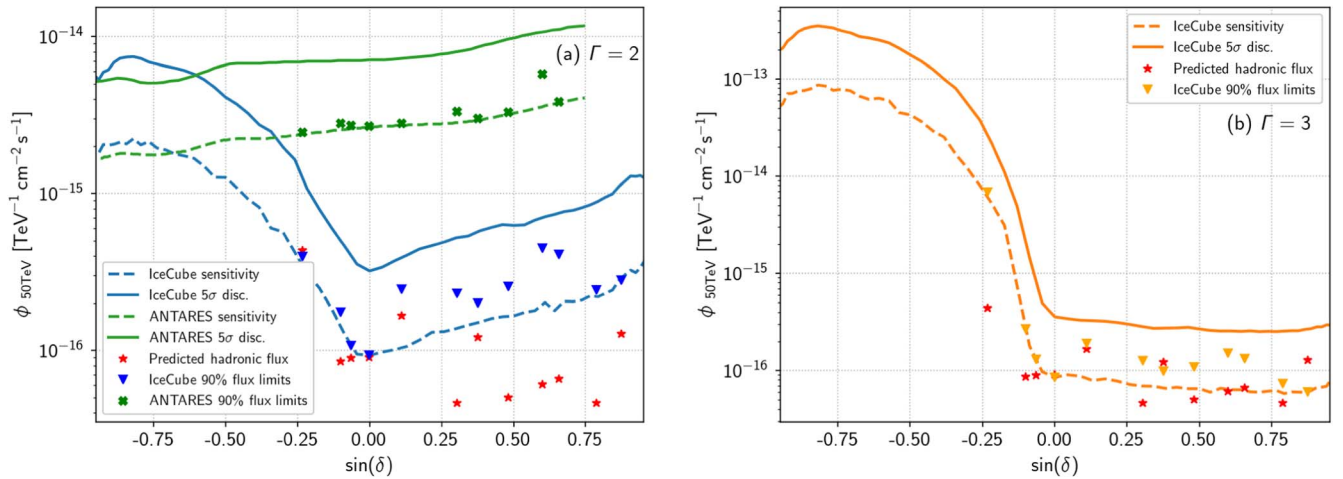 10⁻¹⁴
10⁻¹⁵
10⁻¹⁶
ϕ 50TeV [TeV⁻¹ cm⁻² s⁻¹]
(a) Γ = 2
IceCube sensitivity
IceCube 5σ disc.
ANTARES sensitivity
ANTARES 5σ disc.
Predicted hadronic flux
IceCube 90% flux limits
ANTARES 90% flux limits
-0.75 -0.50 -0.25 0.00 0.25 0.50 0.75
sin(δ)
10⁻¹³
10⁻¹⁴
10⁻¹⁵
10⁻¹⁶
ϕ 50TeV [TeV⁻¹ cm⁻² s⁻¹]
IceCube sensitivity
IceCube 5σ disc.
Predicted hadronic flux
IceCube 90% flux limits
(b) Γ = 3
-0.75 -0.50 -0.25 0.00 0.25 0.50 0.75
sin(δ)